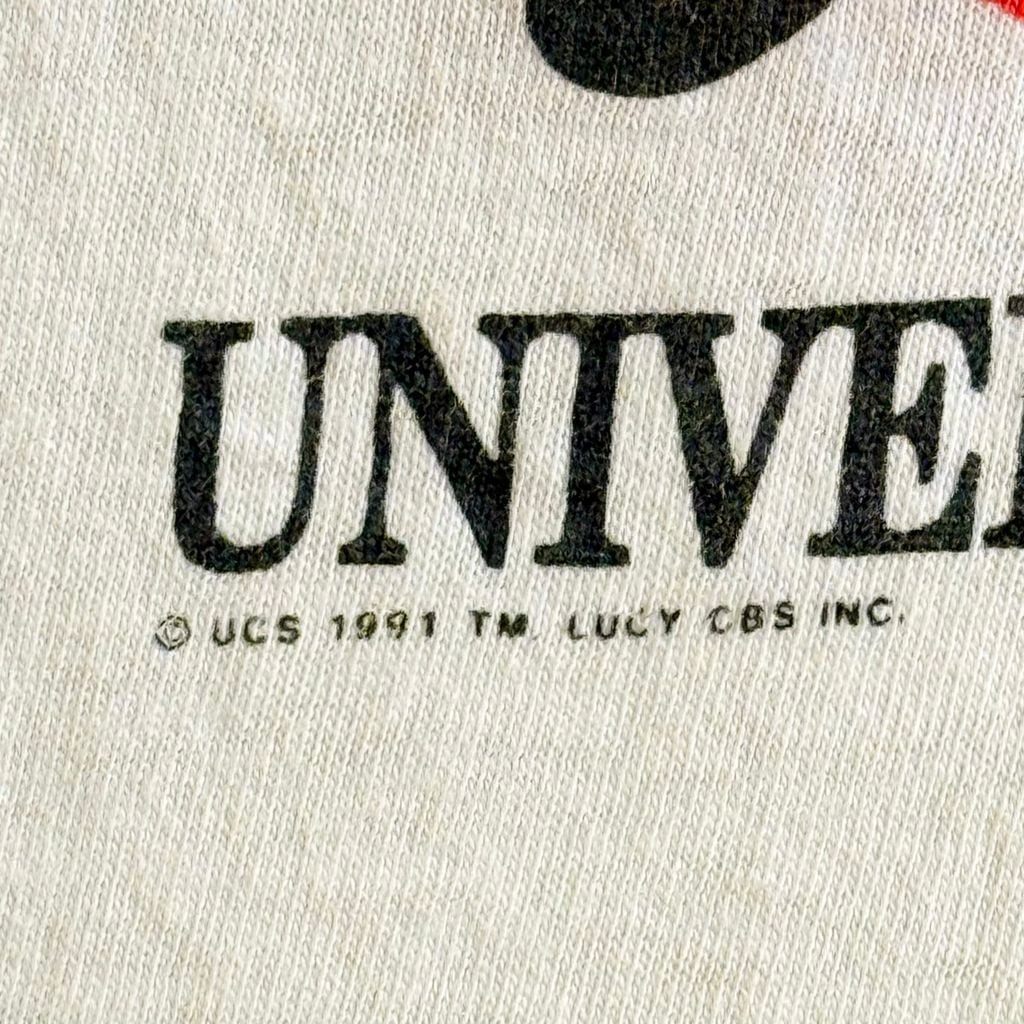 UNIVE
© UCS 1991 TM. LUCY CBS INC.